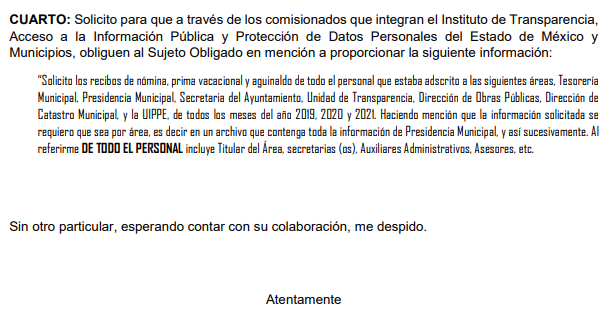 CUARTO: Solicito para que a través de los comisionados que integran el Instituto de Transparencia,
Acceso a la Información Pública y Protección de Datos Personales del Estado de México y
Municipios, obliguen al Sujeto Obligado en mención a proporcionar la siguiente información:
"Solicito los recibos de nómina, prima vacacional y aguinaldo de todo el personal que estaba adscrito a las siguientes áreas, Tesorería
Municipal, Presidencia Municipal, Secretaria del Ayuntamiento, Unidad de Transparencia, Dirección de Obras Públicas, Dirección de
Catastro Municipal, y la UIPPE, de todos los meses del año 2019, 2020 y 2021. Haciendo mención que la información solicitada se
requiero que sea por área, es decir en un archivo que contenga toda la información de Presidencia Municipal, y así sucesivamente. Al
referirme DE TODO EL PERSONAL incluye Titular del Área, secretarias (os), Auxiliares Administrativos, Asesores, etc.
Sin otro particular, esperando contar con su colaboración, me despido.
Atentamente